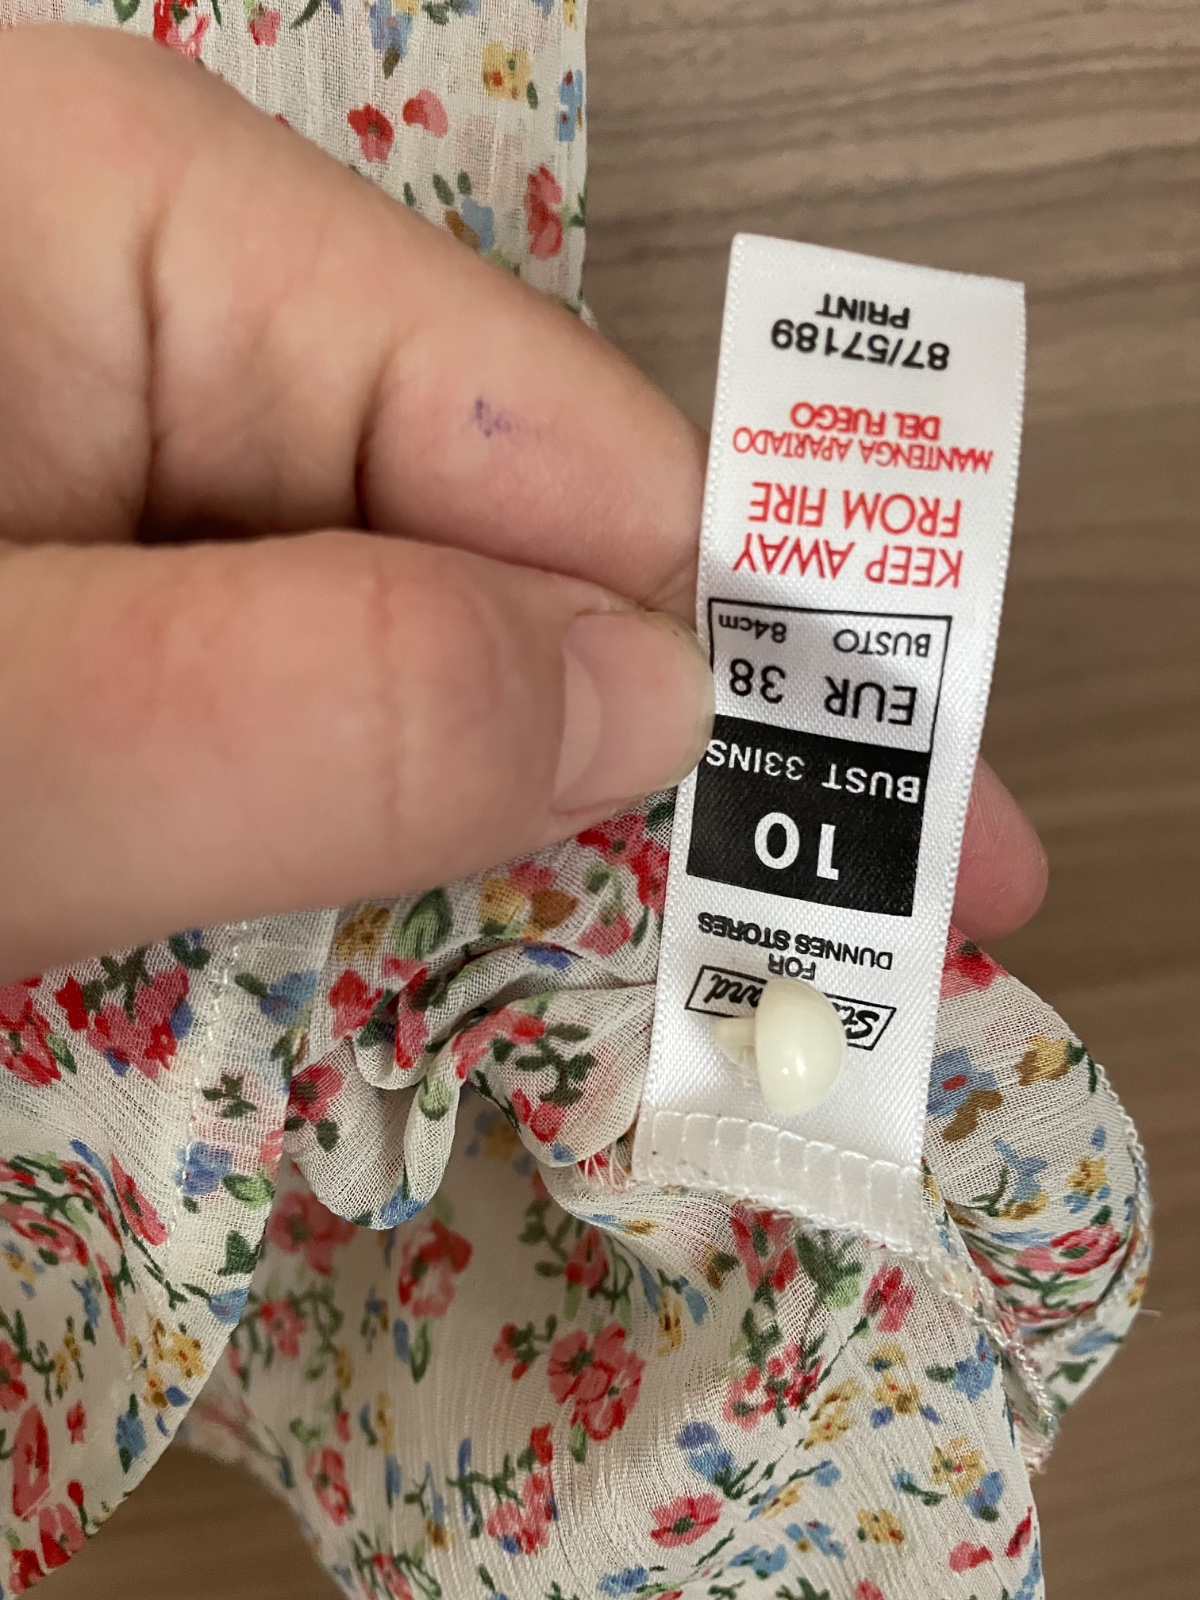 FOR
DUNNES STORES
10
BUST 33INS
EUR 38
BUSTO 84cm
KEEP AWAY
FROM FIRE
MANTENGA APARTADO
DEL FUEGO
87/57189
PRINT